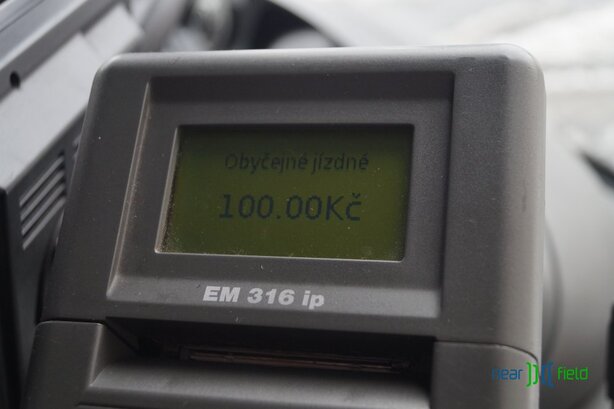 Obyčejné jízdné
100.00Kč
EM 316 ip
near field